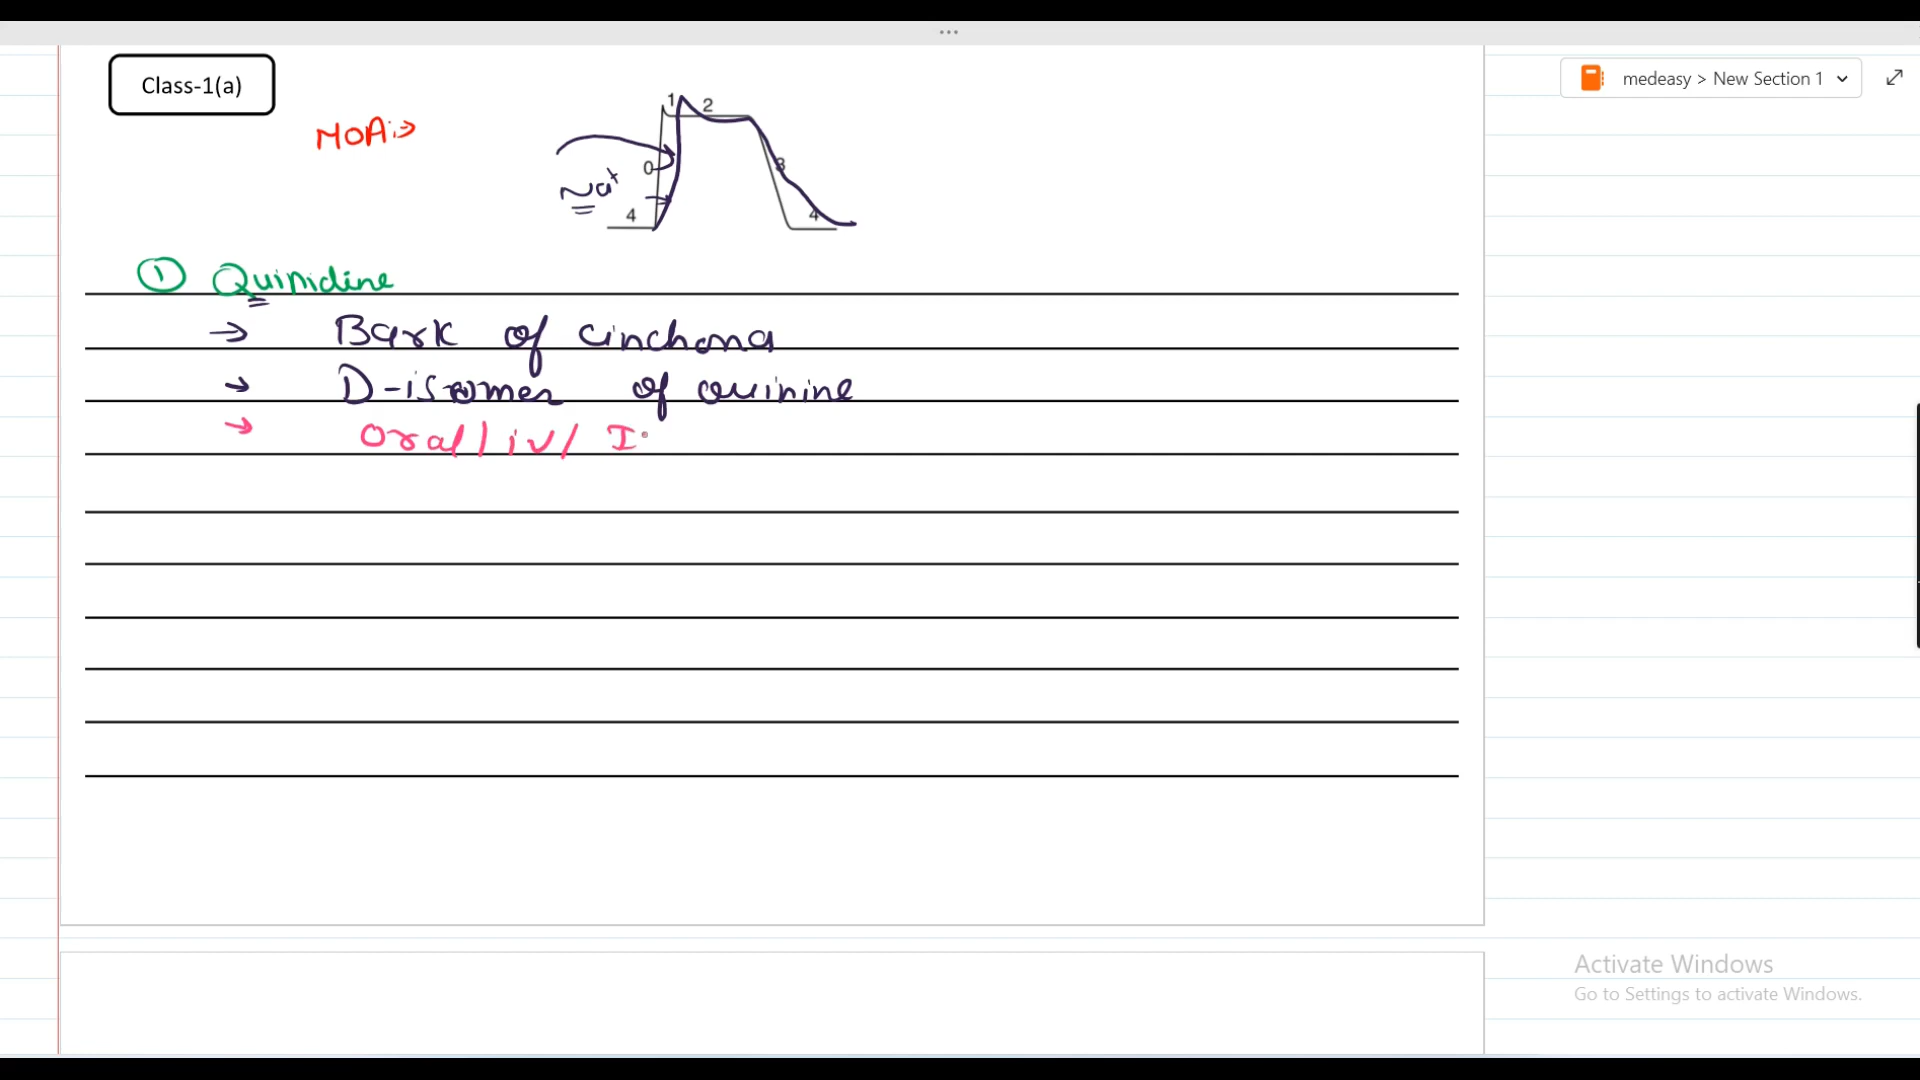 ...
Class-1(a)
medeasy > New Section 1
MOA:→
1 2
0 3
Na+
4 4
① Quinidine
→ Bark of cinchona
→ D-isomer of quinine
→ Oral / iv / I
Activate Windows
Go to Settings to activate Windows.